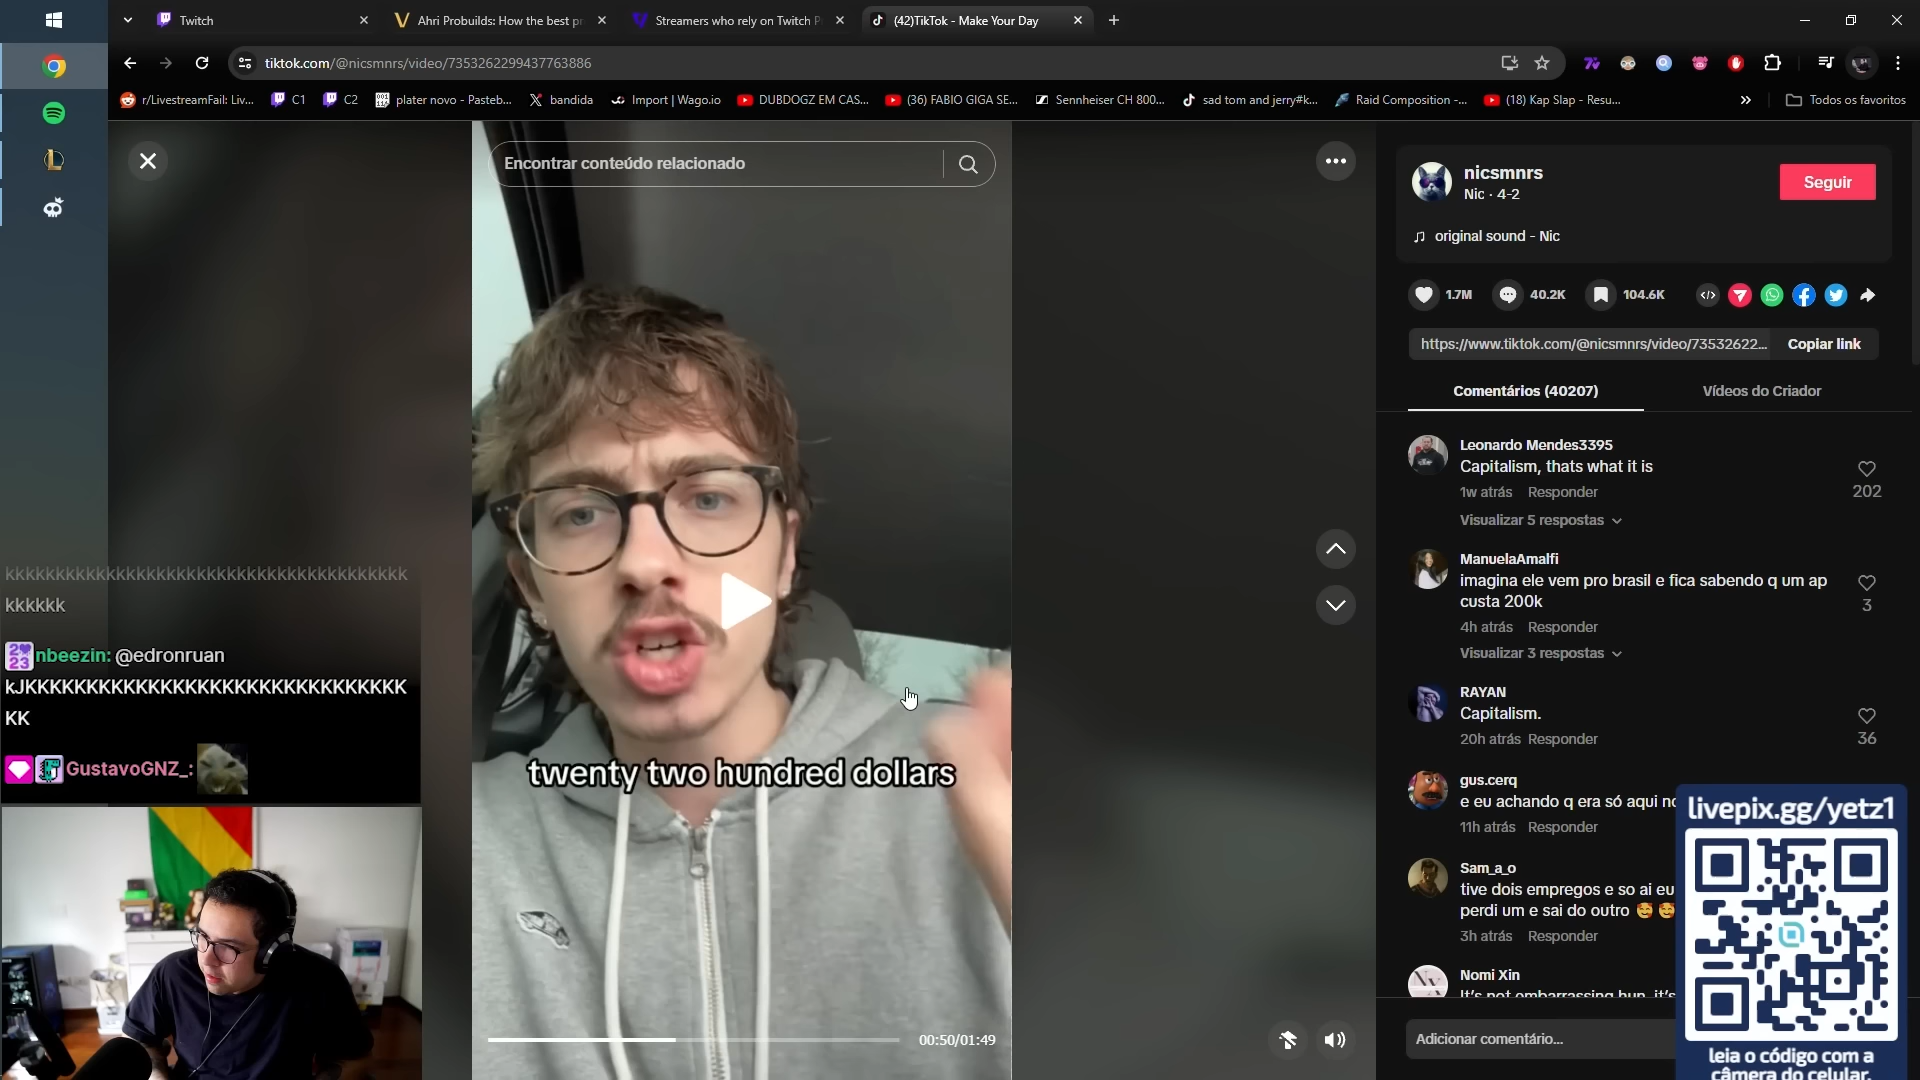 Twitch
Ahri Probuilds: How the best pr
Streamers who rely on Twitch P
(42)TikTok - Make Your Day
tiktok.com/@nicsmnrs/video/7353262299437763886
r/LivestreamFail: Liv...
C1
C2
plater novo - Pasteb...
bandida
Import | Wago.io
DUBDOGZ EM CAS...
(36) FABIO GIGA SE...
Sennheiser CH 800...
sad tom and jerry#k...
Raid Composition -...
(18) Kap Slap - Resu...
Todos os favoritos
Encontrar conteúdo relacionado
nicsmnrs
Nic · 4-2
Seguir
original sound - Nic
1.7M
40.2K
104.6K
https://www.tiktok.com/@nicsmnrs/video/73532622...
Copiar link
Comentários (40207)
Vídeos do Criador
Leonardo Mendes3395
Capitalism, thats what it is
1w atrás Responder
202
Visualizar 5 respostas
ManuelaAmalfi
imagina ele vem pro brasil e fica sabendo q um ap
custa 200k
3
4h atrás Responder
Visualizar 3 respostas
RAYAN
Capitalism.
20h atrás Responder
36
gus.cerq
e eu achando q era só aqui
11h atrás Responder
Sam_a_o
tive dois empregos e so ai eu
perdi um e sai do outro
3h atrás Responder
Nomi Xin
It's not embarrassing hun, it's
Adicionar comentário...
kkkkkkkkkkkkkkkkkkkkkkkkkkkkkkkkkkkkkkkk
kkkkkk
2023
nbeezin: @edronruan
kJKKKKKKKKKKKKKKKKKKKKKKKKKKKKKKK
KK
GustavoGNZ_:
twenty two hundred dollars
00:50/01:49
livepix.gg/yetz1
leia o código com a
câmera do celular.